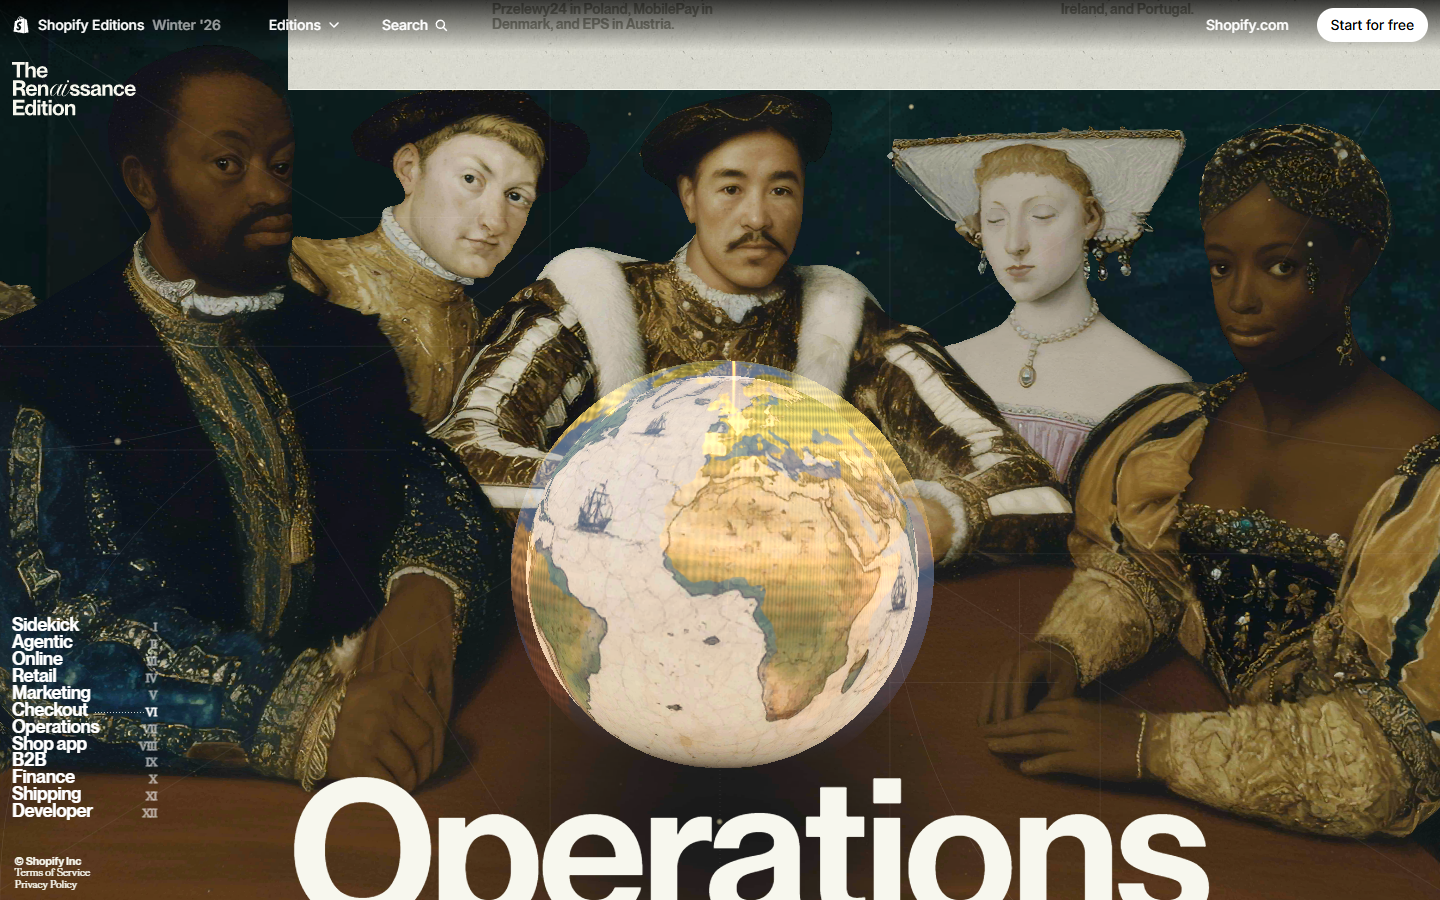 Przelewy24 in Poland, MobilePay in
Denmark, and EPS in Austria.
Ireland, and Portugal.
Shopify Editions Winter '26
Editions
Search
Shopify.com
Start for free
The
Renaissance
Edition
Sidekick I
Agentic II
Online III
Retail IV
Marketing V
Checkout VI
Operations VII
Shop app VIII
B2B IX
Finance X
Shipping XI
Developer XII
© Shopify Inc
Terms of Service
Privacy Policy
Operations